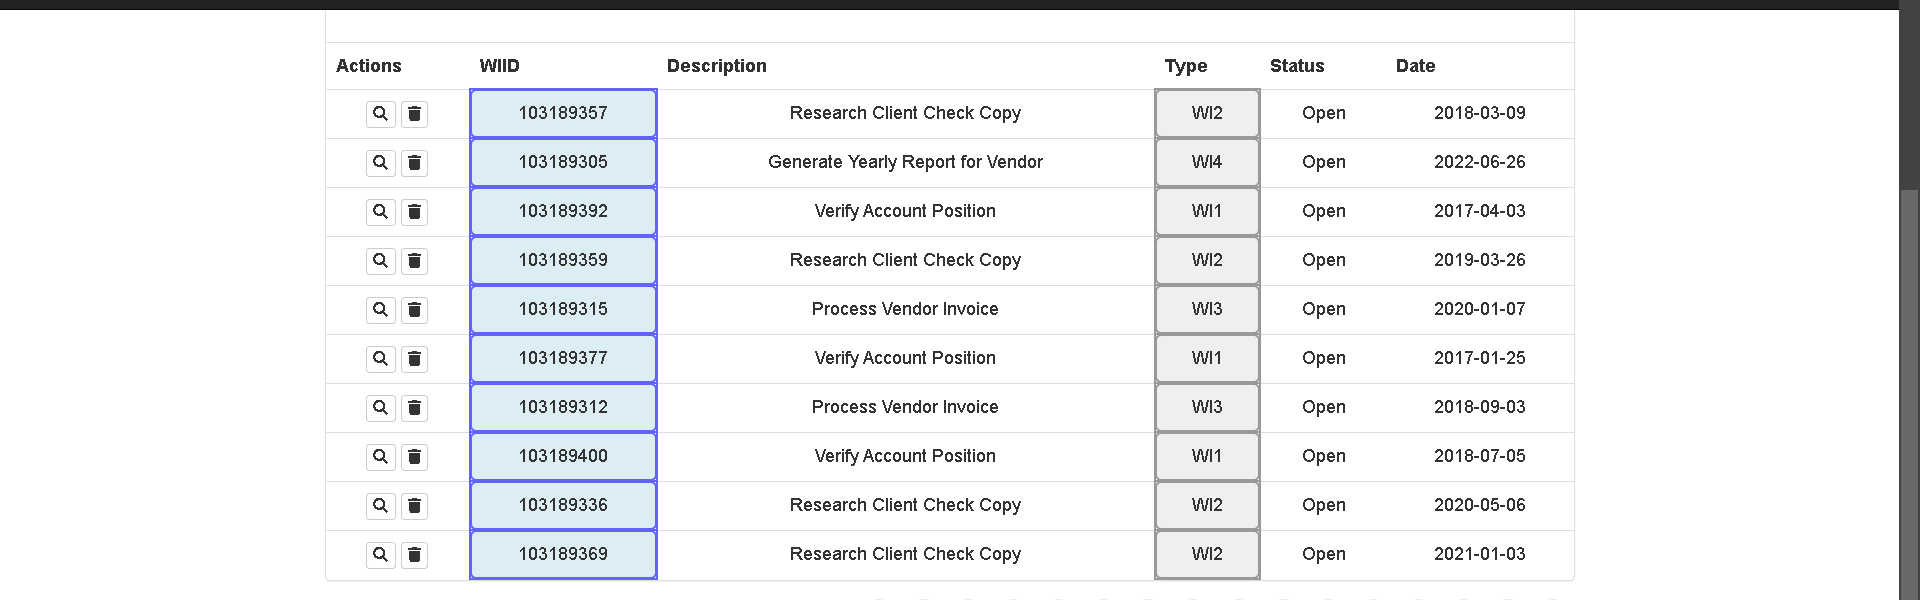 Actions WIID Description Type Status Date
103189357 Research Client Check Copy WI2 Open 2018-03-09
103189305 Generate Yearly Report for Vendor WI4 Open 2022-06-26
103189392 Verify Account Position WI1 Open 2017-04-03
103189359 Research Client Check Copy WI2 Open 2019-03-26
103189315 Process Vendor Invoice WI3 Open 2020-01-07
103189377 Verify Account Position WI1 Open 2017-01-25
103189312 Process Vendor Invoice WI3 Open 2018-09-03
103189400 Verify Account Position WI1 Open 2018-07-05
103189336 Research Client Check Copy WI2 Open 2020-05-06
103189369 Research Client Check Copy WI2 Open 2021-01-03